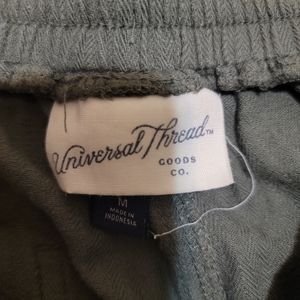 Universal Thread™
GOODS
CO.
M
MADE IN
INDONESIA